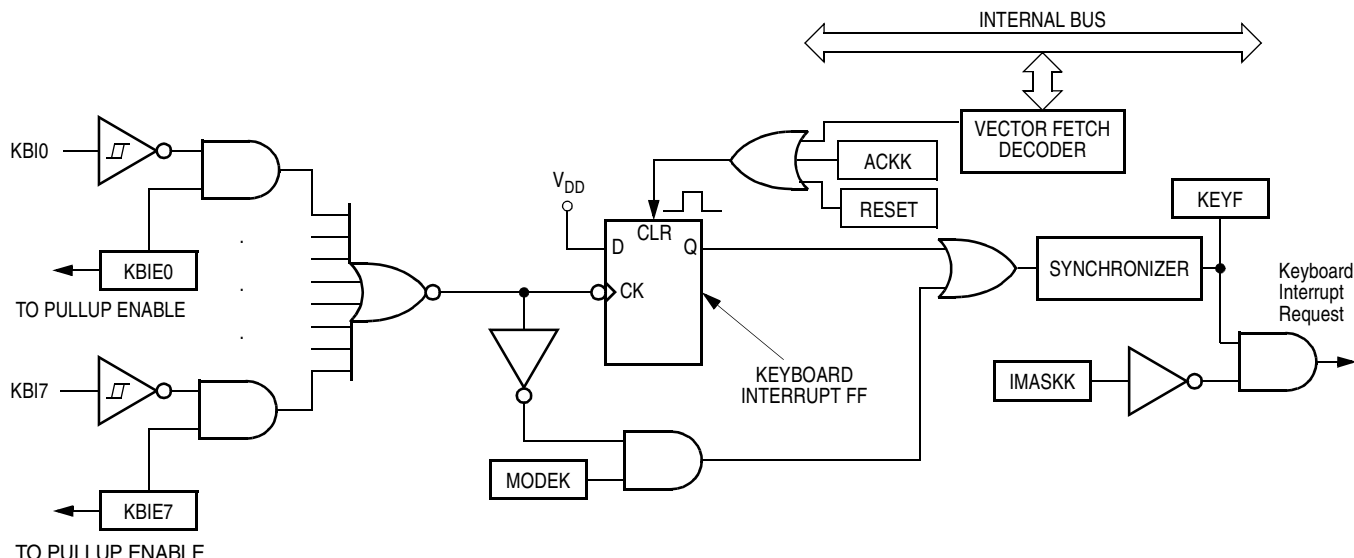 INTERNAL BUS
VECTOR FETCH
DECODER
KBI0
ACKK
VDD
RESET
KEYF
CLR
D
Q
KBIE0
SYNCHRONIZER
Keyboard
Interrupt
Request
TO PULLUP ENABLE
CK
KBI7
KEYBOARD
INTERRUPT FF
IMASKK
MODEK
KBIE7
TO PULLUP ENABLE